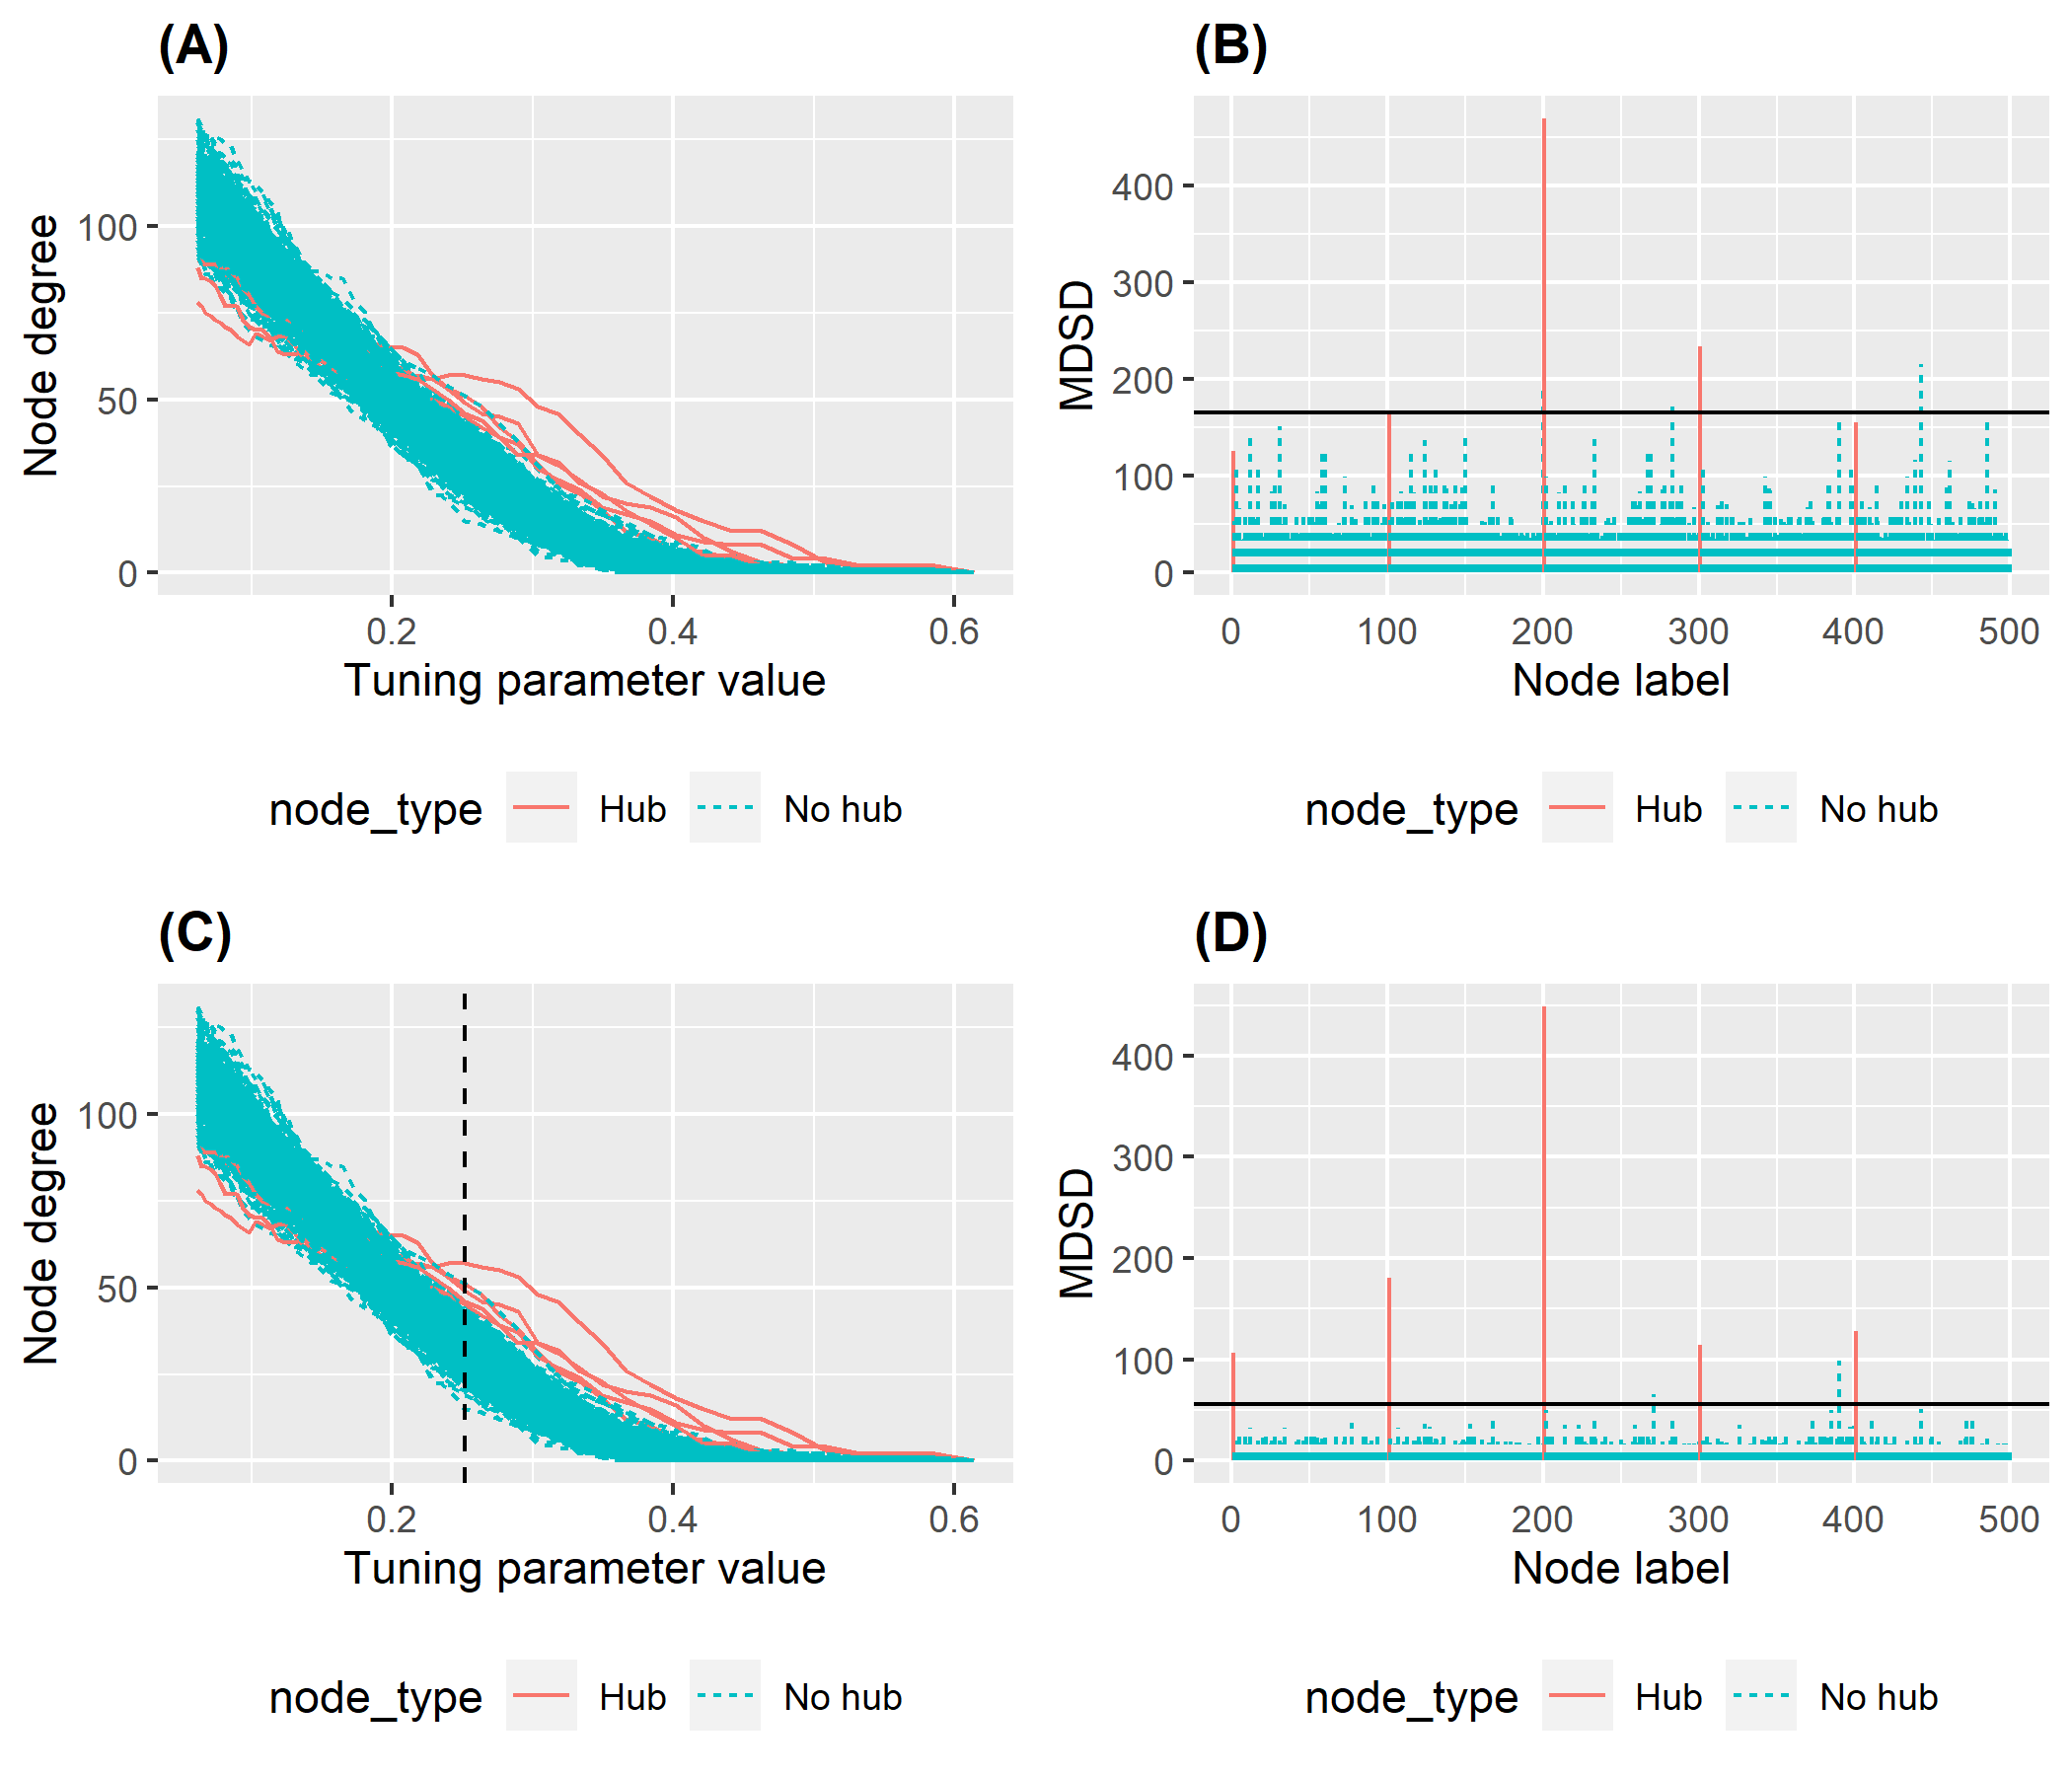 (A)
Node degree
100
50
0
0.2 0.4 0.6
Tuning parameter value
node_type Hub No hub
(B)
MDSD
400
300
200
100
0
0 100 200 300 400 500
Node label
node_type Hub No hub
(C)
Node degree
100
50
0
0.2 0.4 0.6
Tuning parameter value
node_type Hub No hub
(D)
MDSD
400
300
200
100
0
0 100 200 300 400 500
Node label
node_type Hub No hub